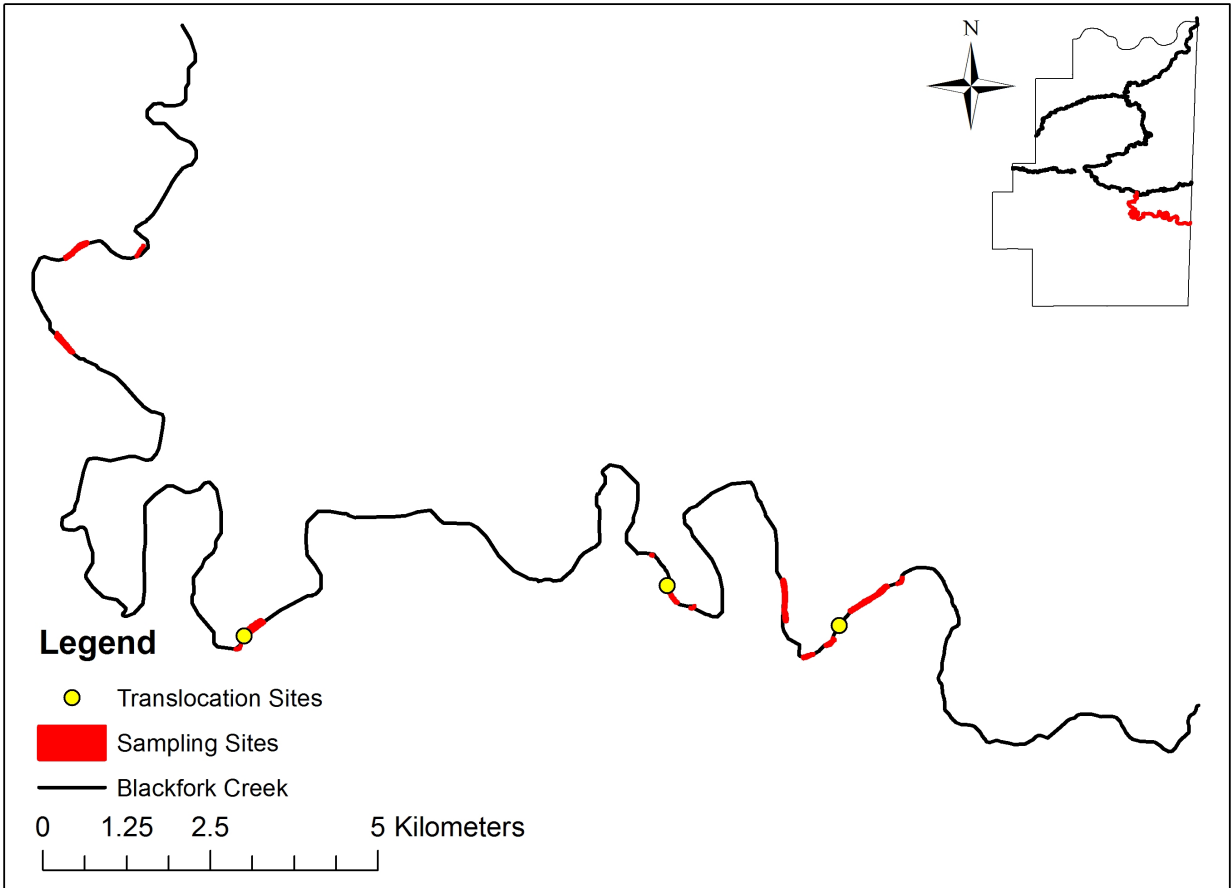 N
Legend
Translocation Sites
Sampling Sites
Blackfork Creek
0 1.25 2.5 5 Kilometers